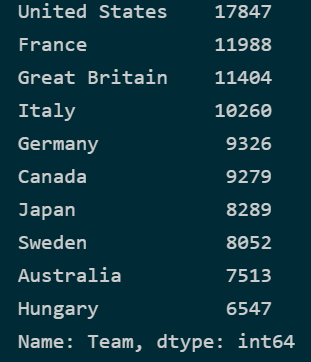 United States    17847
France           11988
Great Britain    11404
Italy            10260
Germany           9326
Canada            9279
Japan             8289
Sweden            8052
Australia         7513
Hungary           6547
Name: Team, dtype: int64